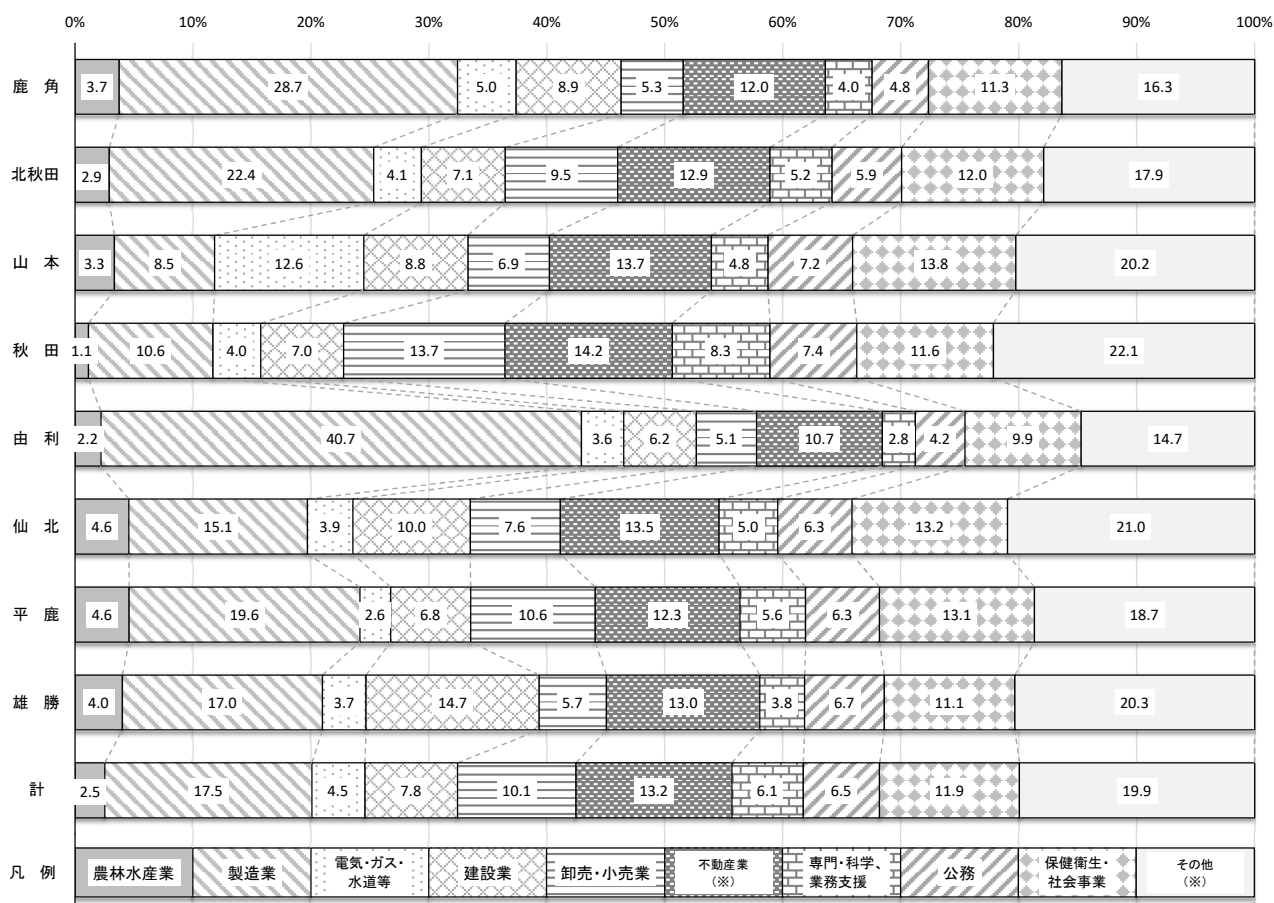 0% 10% 20% 30% 40% 50% 60% 70% 80% 90% 100%
鹿 角 3.7 28.7 5.0 8.9 5.3 12.0 4.0 4.8 11.3 16.3
北秋田 2.9 22.4 4.1 7.1 9.5 12.9 5.2 5.9 12.0 17.9
山 本 3.3 8.5 12.6 8.8 6.9 13.7 4.8 7.2 13.8 20.2
秋 田 1.1 10.6 4.0 7.0 13.7 14.2 8.3 7.4 11.6 22.1
由 利 2.2 40.7 3.6 6.2 5.1 10.7 2.8 4.2 9.9 14.7
仙 北 4.6 15.1 3.9 10.0 7.6 13.5 5.0 6.3 13.2 21.0
平 鹿 4.6 19.6 2.6 6.8 10.6 12.3 5.6 6.3 13.1 18.7
雄 勝 4.0 17.0 3.7 14.7 5.7 13.0 3.8 6.7 11.1 20.3
計 2.5 17.5 4.5 7.8 10.1 13.2 6.1 6.5 11.9 19.9
凡 例
農林水産業
製造業
電気・ガス・
水道等
建設業
卸売・小売業
不動産業
(※)
専門・科学、
業務支援
公務
保健衛生・
社会事業
その他
(※)